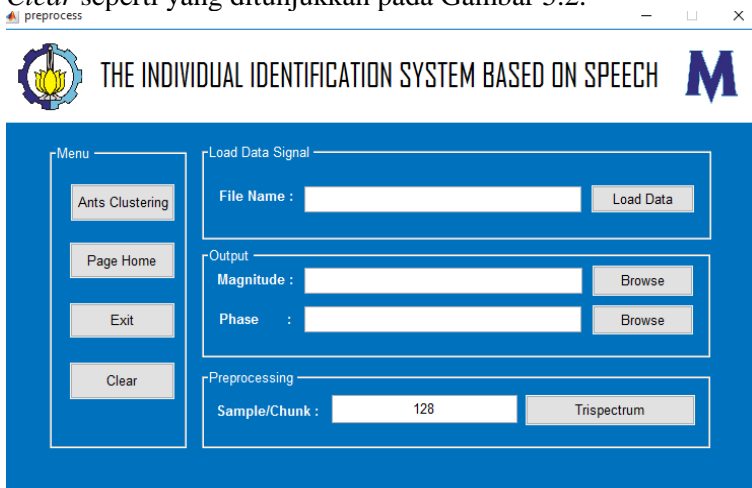 Clear seperti yang ditunjukkan pada Gambar 5.2.
preprocess
THE INDIVIDUAL IDENTIFICATION SYSTEM BASED ON SPEECH
M
Menu
Ants Clustering
Page Home
Exit
Clear
Load Data Signal
File Name :
Load Data
Output
Magnitude :
Browse
Phase :
Browse
Preprocessing
Sample/Chunk :
128
Trispectrum